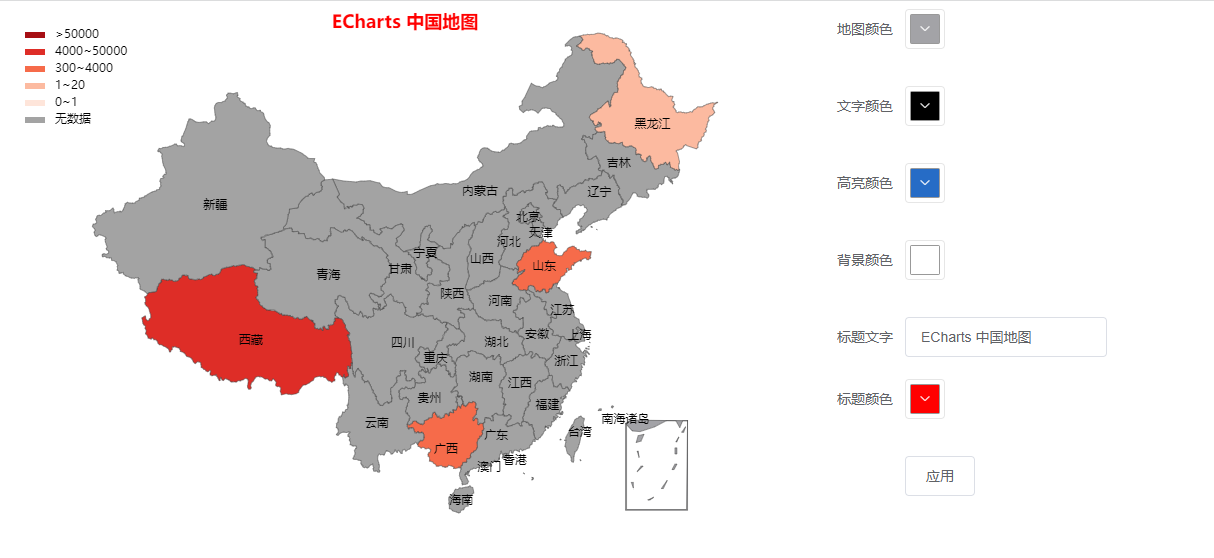 ECharts 中国地图
>50000
4000~50000
300~4000
1~20
0~1
无数据
黑龙江
吉林
辽宁
内蒙古
新疆
北京
天津
河北
宁夏
山西
山东
甘肃
青海
陕西
河南
江苏
安徽
上海
西藏
四川
湖北
重庆
浙江
湖南
江西
贵州
福建
云南
广东
台湾
南海诸岛
广西
香港
澳门
海南
地图颜色
文字颜色
高亮颜色
背景颜色
标题文字 ECharts 中国地图
标题颜色
应用